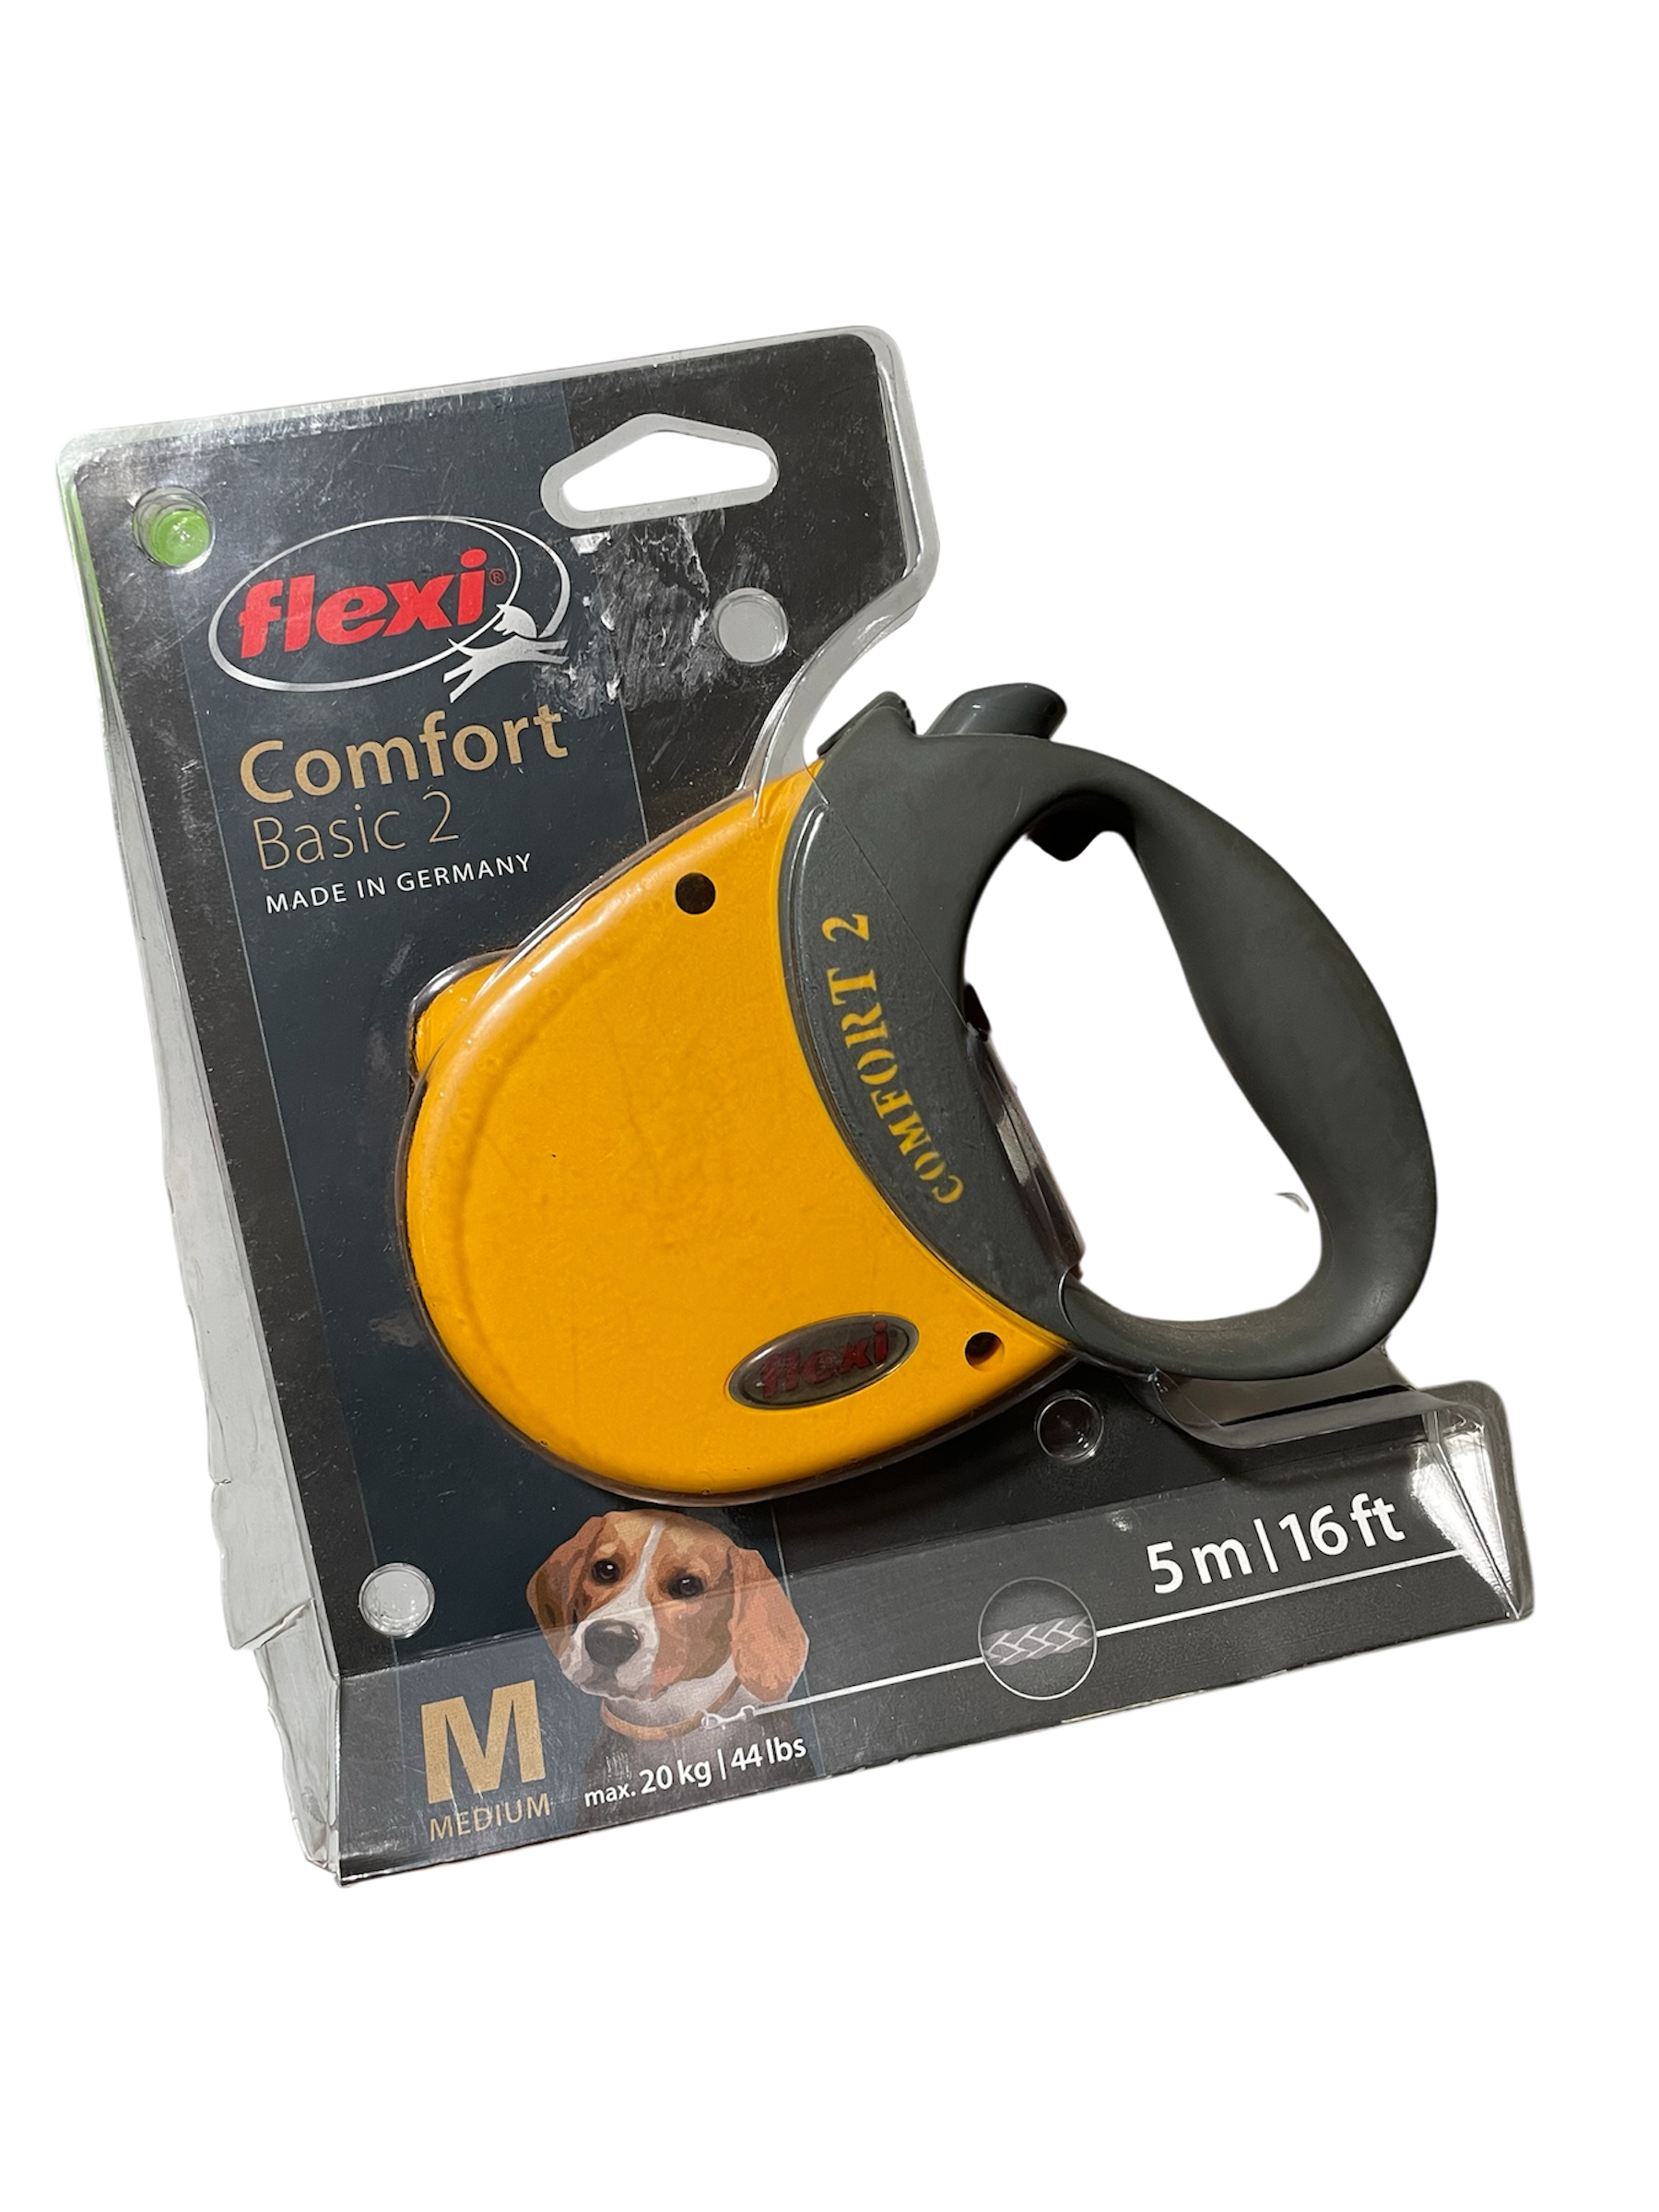 flexi®
Comfort
Basic 2
MADE IN GERMANY
COMFORT 2
flexi
5 m | 16 ft
M
MEDIUM
max. 20 kg | 44 lbs